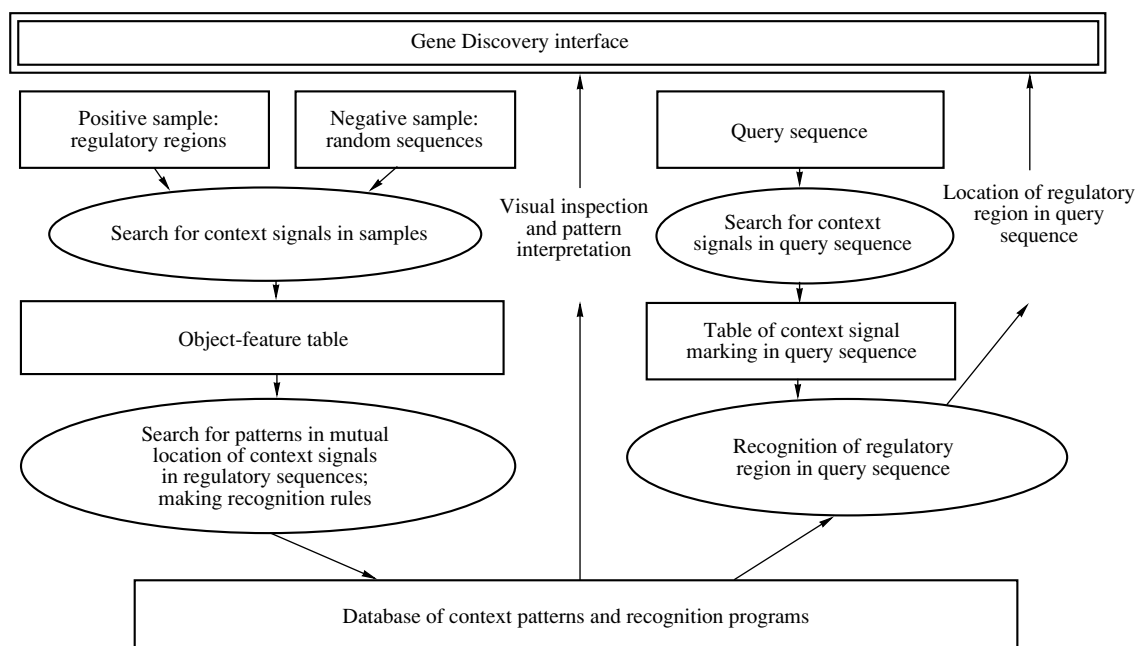 Gene Discovery interface
Positive sample:
regulatory regions
Negative sample:
random sequences
Query sequence
Search for context signals in samples
Visual inspection
and pattern
interpretation
Search for context
signals in query sequence
Location of regulatory
region in query
sequence
Object-feature table
Table of context signal
marking in query sequence
Search for patterns in mutual
location of context signals
in regulatory sequences;
making recognition rules
Recognition of regulatory
region in query sequence
Database of context patterns and recognition programs